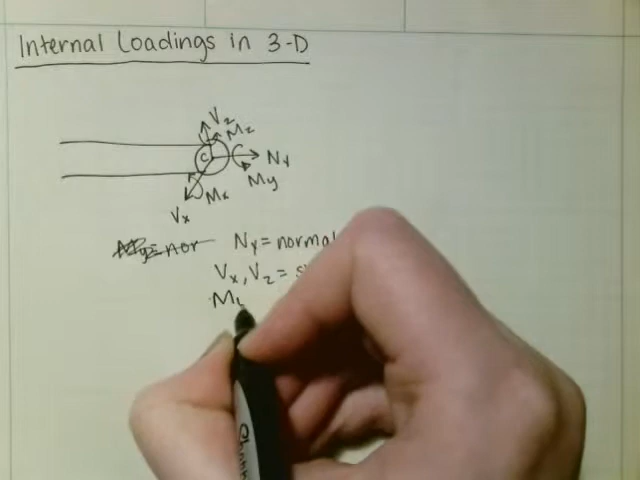 Internal Loadings in 3-D
Vz
Mz
C
Ny
My
Mx
Vx
Ny = normal
Vx, Vz =
M